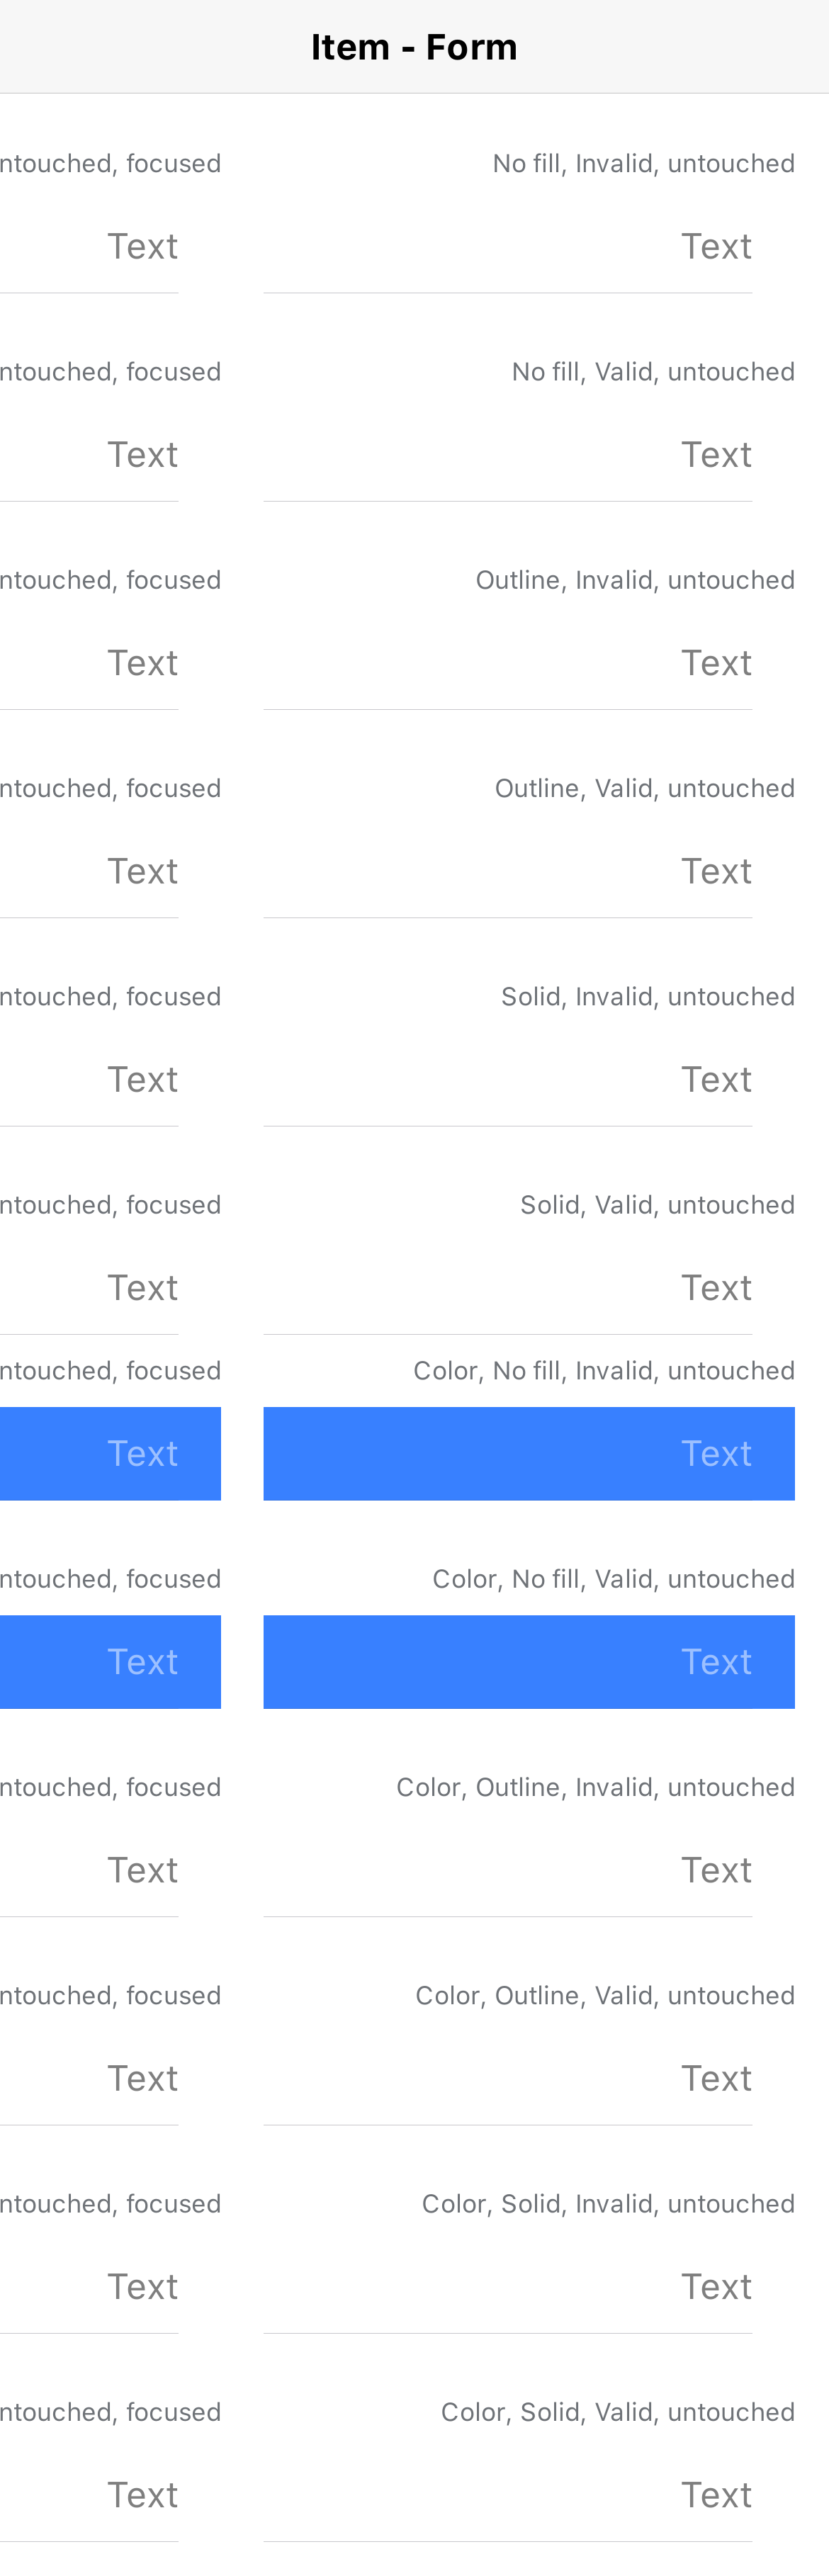 Item - Form
ntouched, focused
No fill, Invalid, untouched
Text
Text
ntouched, focused
No fill, Valid, untouched
Text
Text
ntouched, focused
Outline, Invalid, untouched
Text
Text
ntouched, focused
Outline, Valid, untouched
Text
Text
ntouched, focused
Solid, Invalid, untouched
Text
Text
ntouched, focused
Solid, Valid, untouched
Text
Text
ntouched, focused
Color, No fill, Invalid, untouched
Text
Text
ntouched, focused
Color, No fill, Valid, untouched
Text
Text
ntouched, focused
Color, Outline, Invalid, untouched
Text
Text
ntouched, focused
Color, Outline, Valid, untouched
Text
Text
ntouched, focused
Color, Solid, Invalid, untouched
Text
Text
ntouched, focused
Color, Solid, Valid, untouched
Text
Text